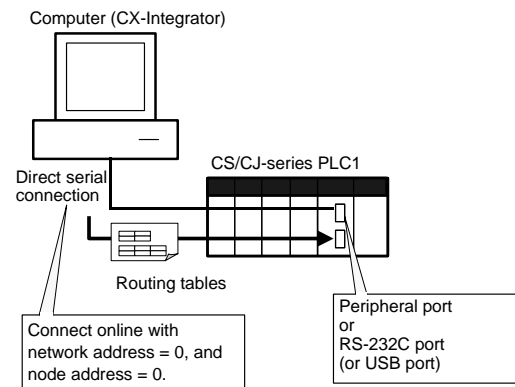 Computer (CX-Integrator)
CS/CJ-series PLC1
Direct serial
connection
Routing tables
Connect online with
network address = 0, and
node address = 0.
Peripheral port
or
RS-232C port
(or USB port)